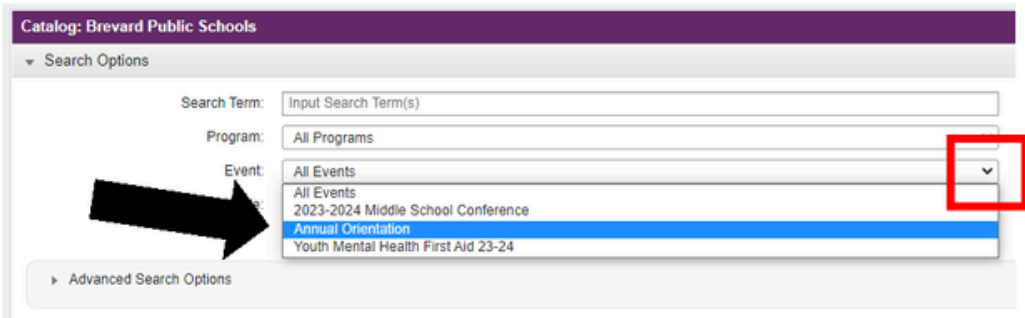 Catalog: Brevard Public Schools
Search Options
Search Term: Input Search Term(s)
Program: All Programs
Event: All Events
All Events
2023-2024 Middle School Conference
Annual Orientation
Youth Mental Health First Aid 23-24
Advanced Search Options